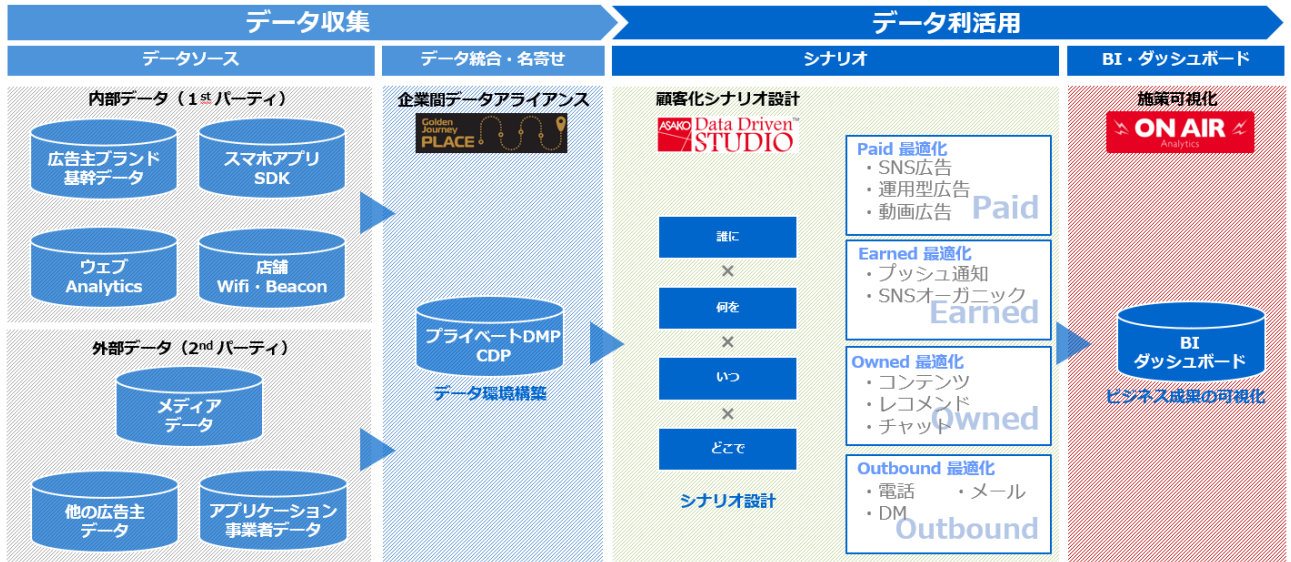 データ収集
データ利活用
データソース
データ統合・名寄せ
シナリオ
BI・ダッシュボード
内部データ（1st パーティ）
広告主ブランド
基幹データ
スマホアプリ
SDK
ウェブ
Analytics
店舗
Wifi・Beacon
外部データ（2nd パーティ）
メディア
データ
他の広告主
データ
アプリケーション
事業者データ
企業間データアライアンス
Golden
Journey
PLACE
プライベートDMP
CDP
データ環境構築
顧客化シナリオ設計
ASAKO Data Driven™
STUDIO
誰に
×
何を
×
いつ
×
どこで
シナリオ設計
Paid 最適化
・SNS広告
・運用型広告
・動画広告
Paid
Earned 最適化
・プッシュ通知
・SNSオーガニック
Earned
Owned 最適化
・コンテンツ
・レコメンド
・チャット
Owned
Outbound 最適化
・電話 ・メール
・DM
Outbound
施策可視化
ON AIR
Analytics
BI
ダッシュボード
ビジネス成果の可視化